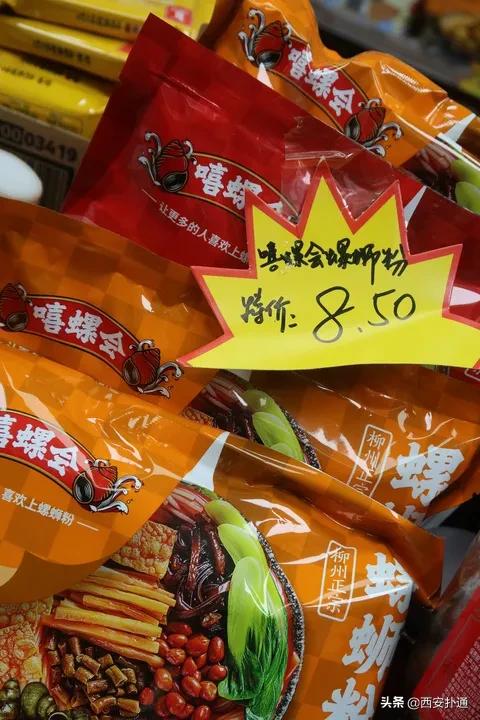 嘻螺会
03419
嘻螺会
让更多的人喜欢上螺
嘻螺会螺蛳粉
特价: 8.50
嘻螺会
柳州正宗
螺
嘻螺会
喜欢上螺蛳粉
柳州正宗
螺蛳粉
头条 @西安扑通